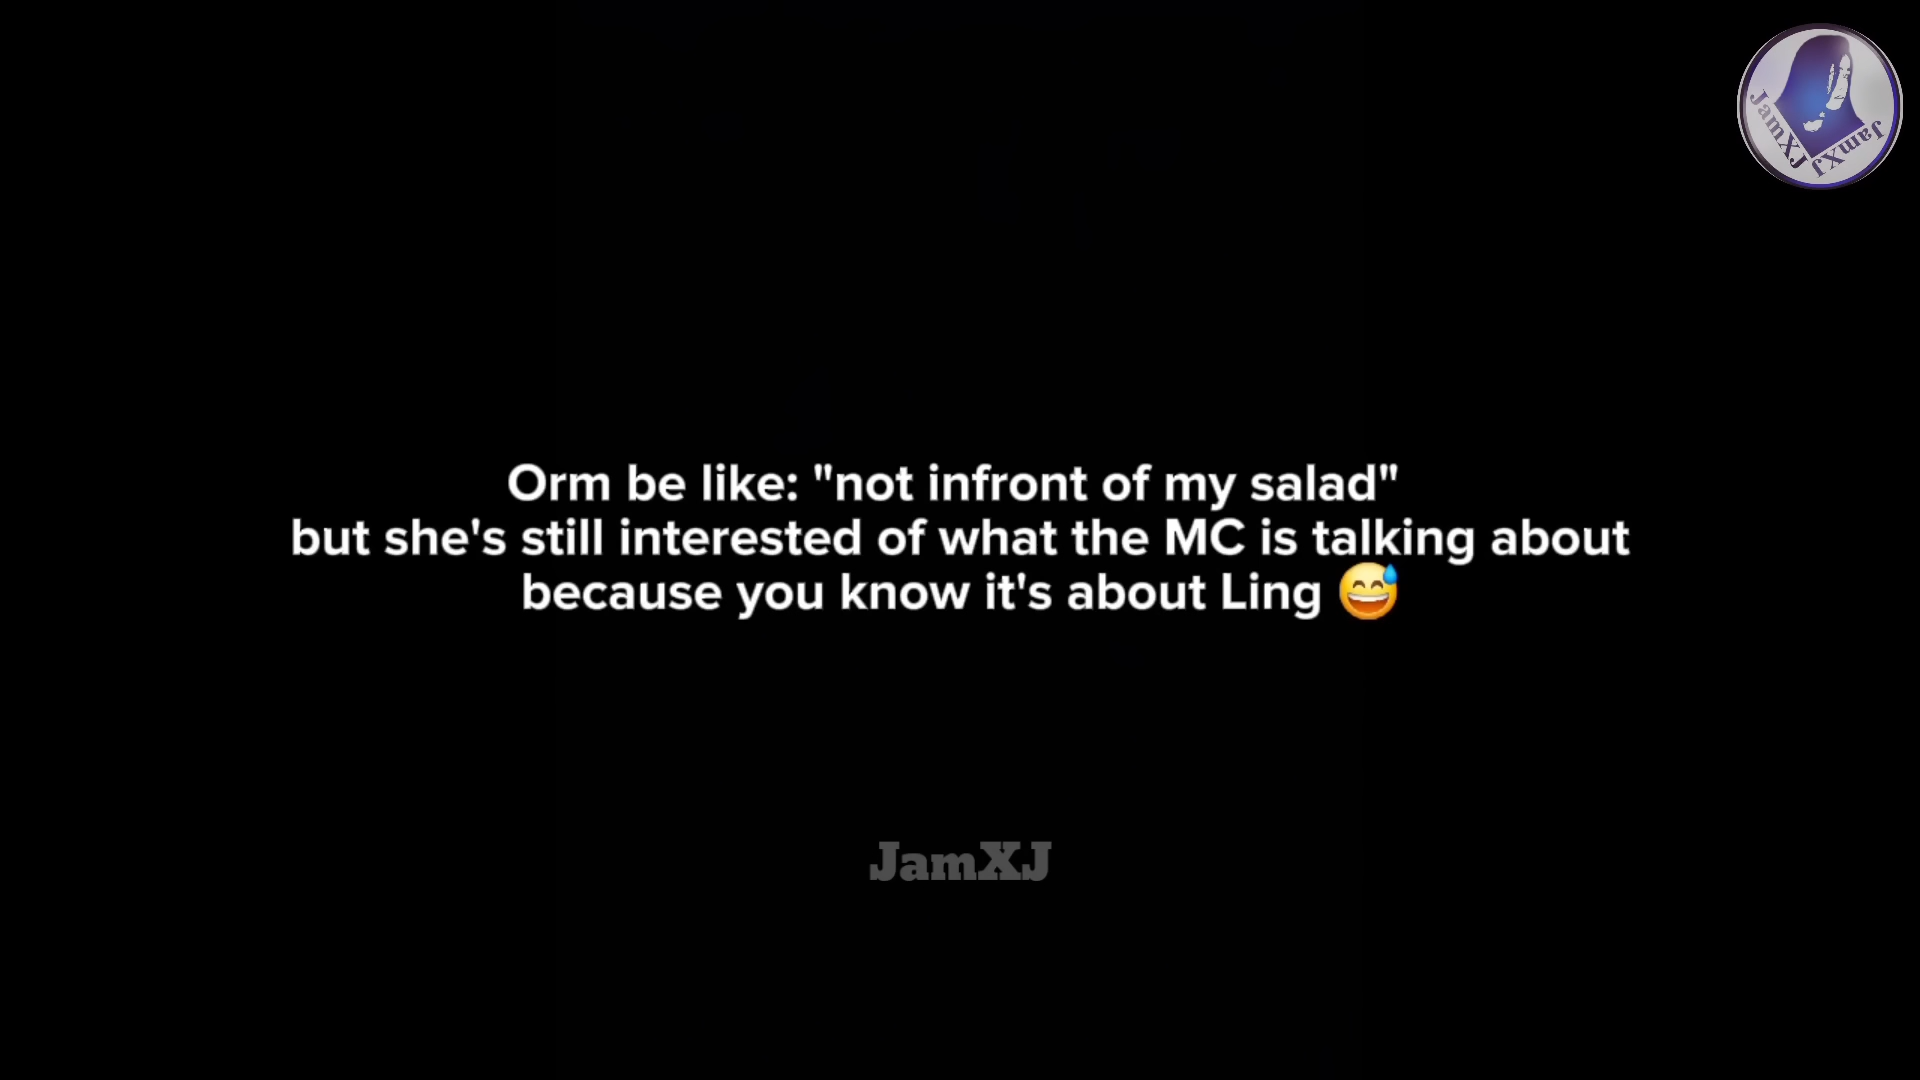 JamXJ JamXJ
Orm be like: "not infront of my salad"
but she's still interested of what the MC is talking about
because you know it's about Ling 😅
JamXJ